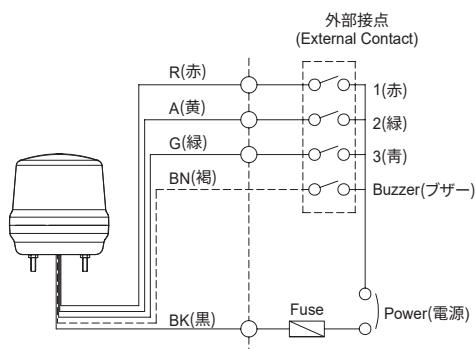 外部接点
(External Contact)
R(赤)
1(赤)
A(黄)
2(緑)
G(緑)
3(靑)
BN(褐)
Buzzer(ブザー)
BK(黒)
Fuse
Power(電源)